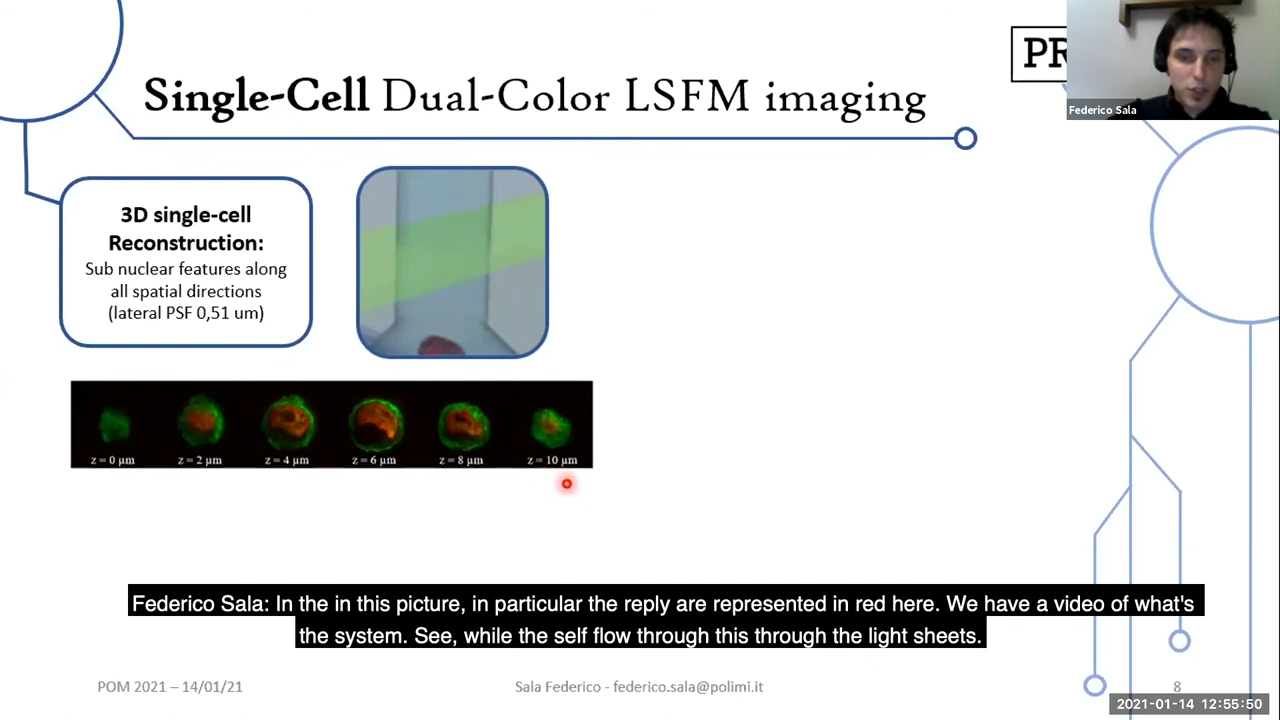 PR
Federico Sala
Single-Cell Dual-Color LSFM imaging
3D single-cell
Reconstruction:
Sub nuclear features along
all spatial directions
(lateral PSF 0,51 um)
z = 0 μm z = 2 μm z = 4 μm z = 6 μm z = 8 μm z = 10 μm
Federico Sala: In the in this picture, in particular the reply are represented in red here. We have a video of what's
the system. See, while the self flow through this through the light sheets.
POM 2021 – 14/01/21 Sala Federico - federico.sala@polimi.it 8
2021-01-14 12:55:50